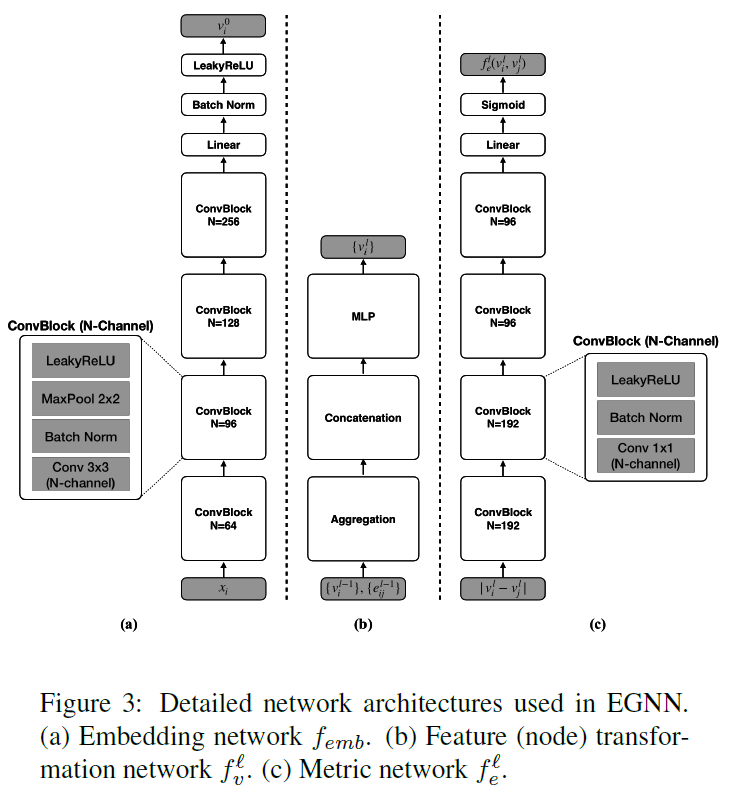 v_i^0
LeakyReLU
Batch Norm
Linear
ConvBlock
N=256
ConvBlock
N=128
ConvBlock
N=96
ConvBlock
N=64
x_i
ConvBlock (N-Channel)
LeakyReLU
MaxPool 2x2
Batch Norm
Conv 3x3
(N-channel)
(a)
{v_i^l}
MLP
Concatenation
Aggregation
{v_i^{l-1}}, {e_{ij}^{l-1}}
(b)
f_e^l(v_i^l, v_j^l)
Sigmoid
Linear
ConvBlock
N=96
ConvBlock
N=96
ConvBlock
N=192
ConvBlock
N=192
|v_i^l − v_j^l|
ConvBlock (N-Channel)
LeakyReLU
Batch Norm
Conv 1x1
(N-channel)
(c)
Figure 3: Detailed network architectures used in EGNN.
(a) Embedding network f_{emb}. (b) Feature (node) transfor-
mation network f_v^ℓ. (c) Metric network f_e^ℓ.